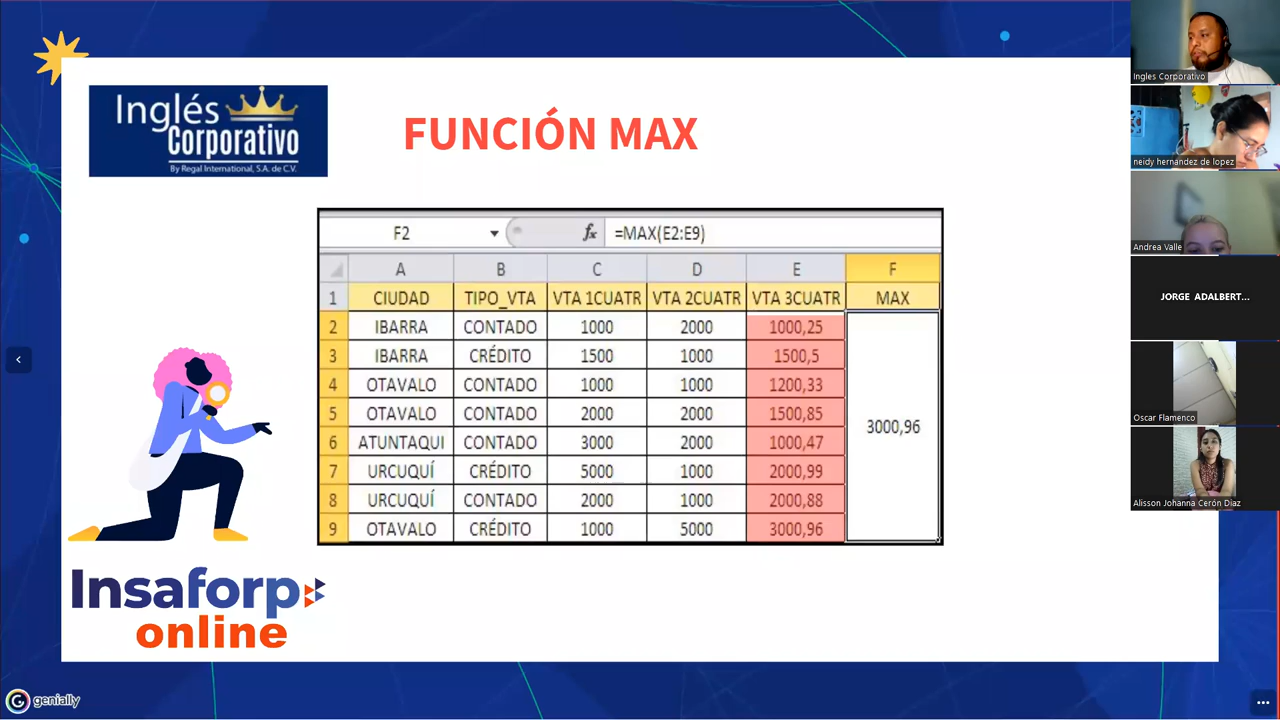 Inglés
Corporativo
By Regal International, S.A. de C.V.
FUNCIÓN MAX
F2 fx =MAX(E2:E9)
A B C D E F
1 CIUDAD TIPO_VTA VTA 1CUATR VTA 2CUATR VTA 3CUATR MAX
2 IBARRA CONTADO 1000 2000 1000,25
3 IBARRA CRÉDITO 1500 1000 1500,5
4 OTAVALO CONTADO 1000 1000 1200,33
5 OTAVALO CONTADO 2000 2000 1500,85
3000,96
6 ATUNTAQUI CONTADO 3000 2000 1000,47
7 URCUQUÍ CRÉDITO 5000 1000 2000,99
8 URCUQUÍ CONTADO 2000 1000 2000,88
9 OTAVALO CRÉDITO 1000 5000 3000,96
Insaforp
online
genially
Ingles Corporativo
neidy hernandez de lopez
Andrea Valle
JORGE ADALBERT...
Oscar Flamenco
Alisson Johanna Cerón Diaz